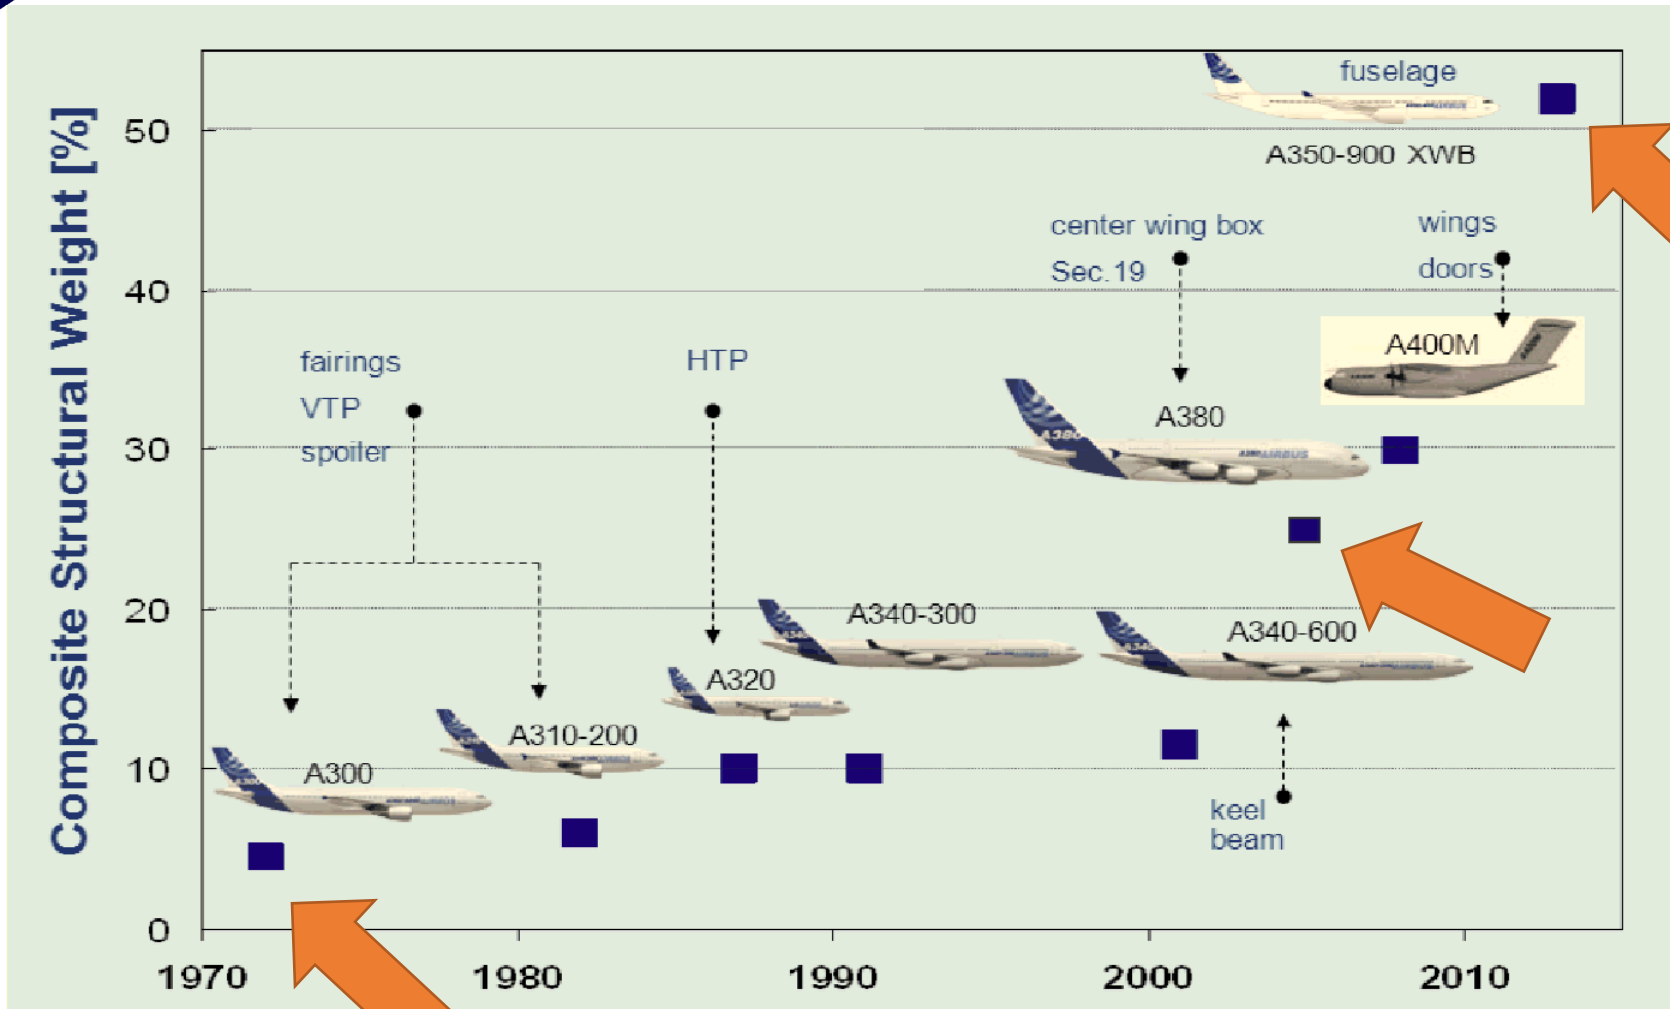 Composite Structural Weight [%]
50
40
30
20
10
0
1970
1980
1990
2000
2010
fuselage
A350-900 XWB
center wing box
Sec.19
wings
doors
A400M
fairings
VTP
spoiler
HTP
A380
A380
AIRBUS
A340-300
A340-600
A320
A310-200
A300
keel
beam